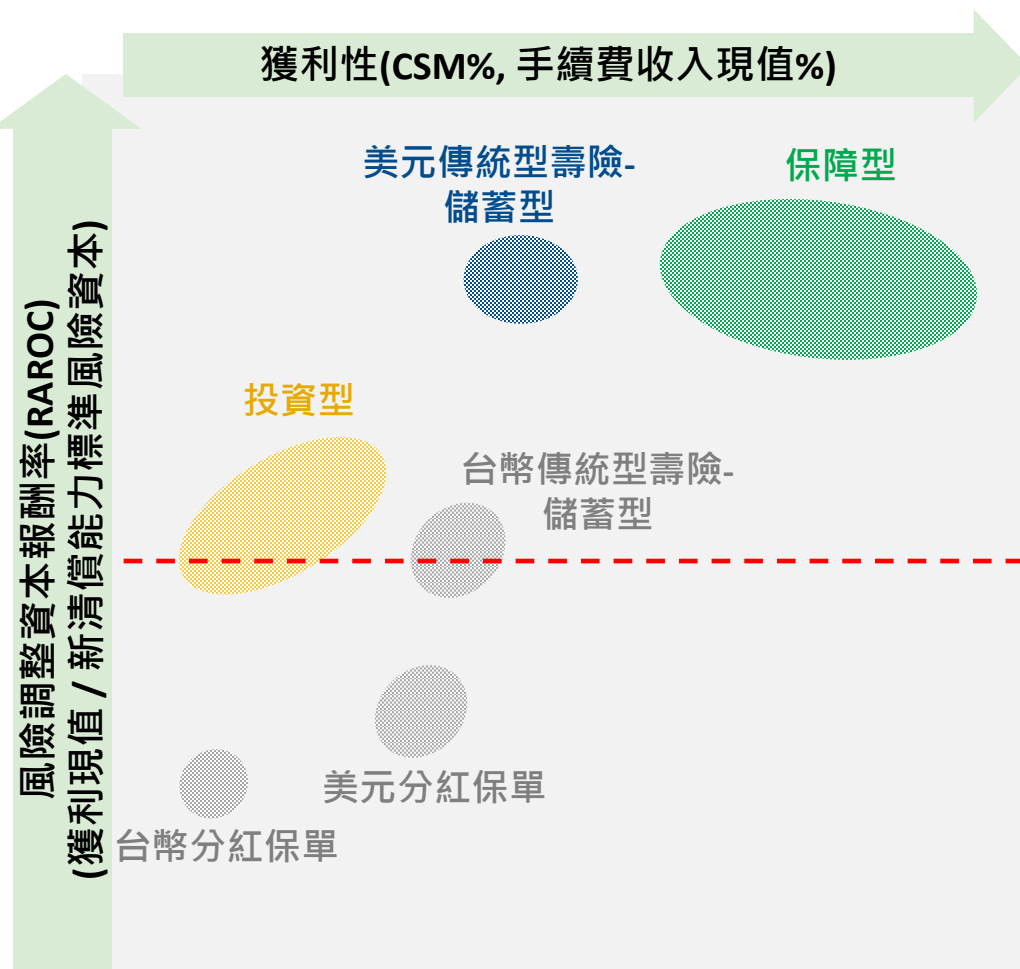 獲利性(CSM%, 手續費收入現值%)
風險調整資本報酬率(RAROC)
(獲利現值 / 新清償能力標準風險資本)
美元傳統型壽險-
儲蓄型
保障型
投資型
台幣傳統型壽險-
儲蓄型
美元分紅保單
台幣分紅保單